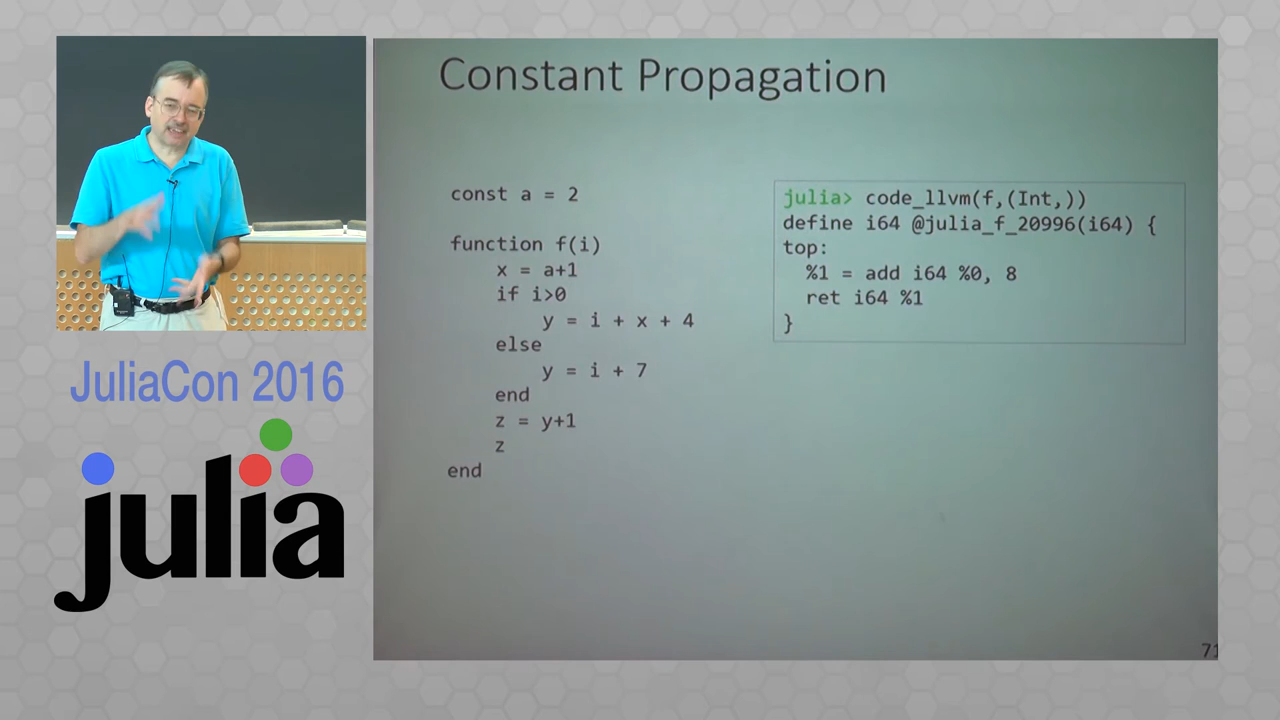 Constant Propagation
const a = 2
function f(i)
x = a+1
if i>0
y = i + x + 4
else
y = i + 7
end
z = y+1
z
end
julia> code_llvm(f,(Int,))
define i64 @julia_f_20996(i64) {
top:
%1 = add i64 %0, 8
ret i64 %1
}
JuliaCon 2016
julia
71